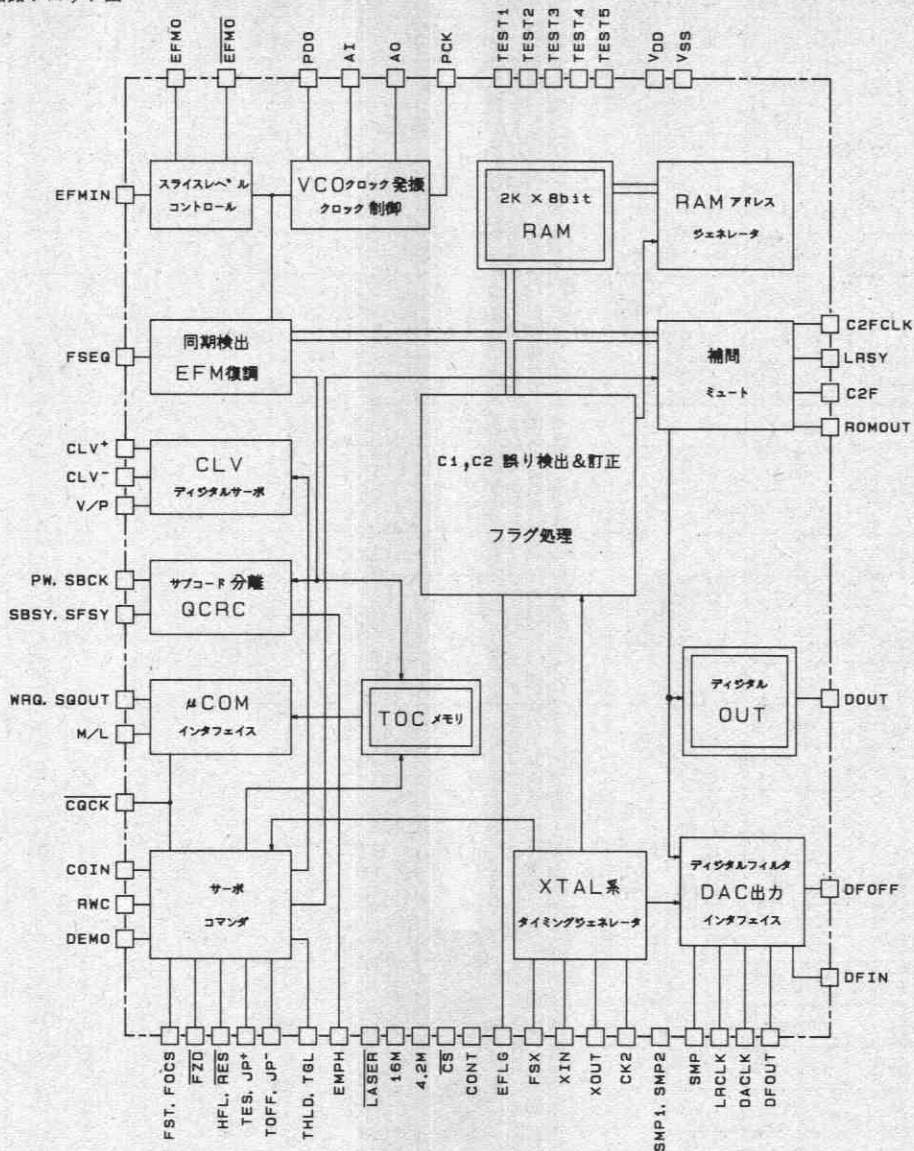 EFMO
EFMO
PDO
AI
AO
PCK
TEST1
TEST2
TEST3
TEST4
TEST5
VDD
VSS
EFMIN
スライスレベル
コントロール
VCOクロック発振
クロック制御
2K × 8bit
RAM
RAMアドレス
ジェネレータ
FSEQ
同期検出
EFM復調
補間
ミュート
C2FCLK
LRSY
C2F
ROMOUT
CLV+
CLV-
V/P
CLV
ディジタルサーボ
C1,C2 誤り検出&訂正
フラグ処理
PW. SBCK
SBSY. SFSY
サブコード分離
QCRC
WRQ. SQOUT
M/L
μCOM
インタフェイス
TOCメモリ
ディジタル
OUT
DOUT
CQCK
COIN
RWC
DEMO
サーボ
コマンダ
XTAL系
タイミングジェネレータ
ディジタルフィルタ
DAC出力
インタフェイス
DFOFF
DFIN
FST. FOCS
FZD
HFL. RES
TES. JP+
TOFF. JP-
THLD. TGL
EMPH
LASER
16M
4.2M
CS
CONT
EFLG
FSX
XIN
XOUT
CK2
SMP1. SMP2
SMP
LRCLK
DACLK
DFOUT